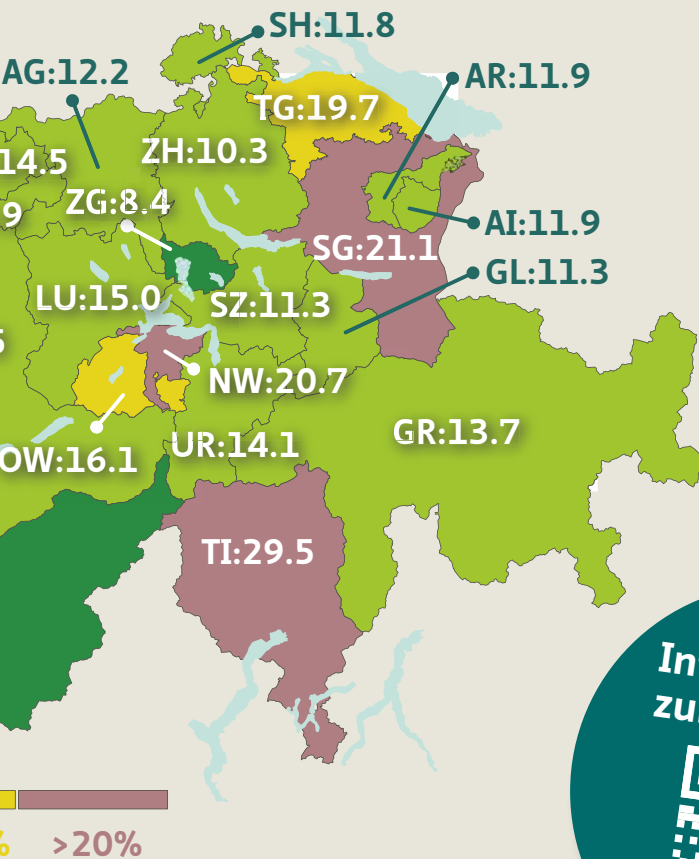 SH:11.8
AG:12.2
AR:11.9
TG:19.7
ZH:10.3
14.5
ZG:8.4
9
AI:11.9
SG:21.1
GL:11.3
LU:15.0
SZ:11.3
NW:20.7
GR:13.7
UR:14.1
OW:16.1
TI:29.5
In
zu
%
>20%